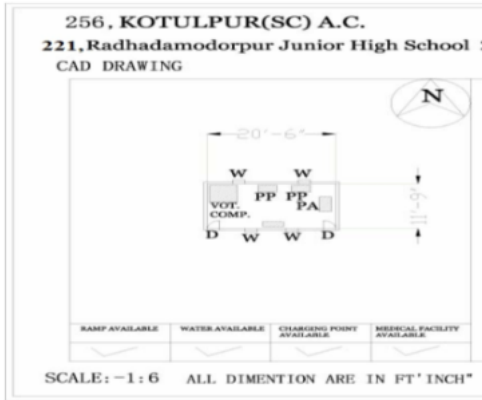 256, KOTULPUR(SC) A.C.
221, Radhadamodorpur Junior High School
CAD DRAWING
N
20'-6"
W W
PP PP
VOT. COMP.
PA
11'-9"
D W W D
RAMP AVAILABLE WATER AVAILABLE CHARGING POINT AVAILABLE MEDICAL FACILITY AVAILABLE
SCALE:-1:6 ALL DIMENTION ARE IN FT'INCH"